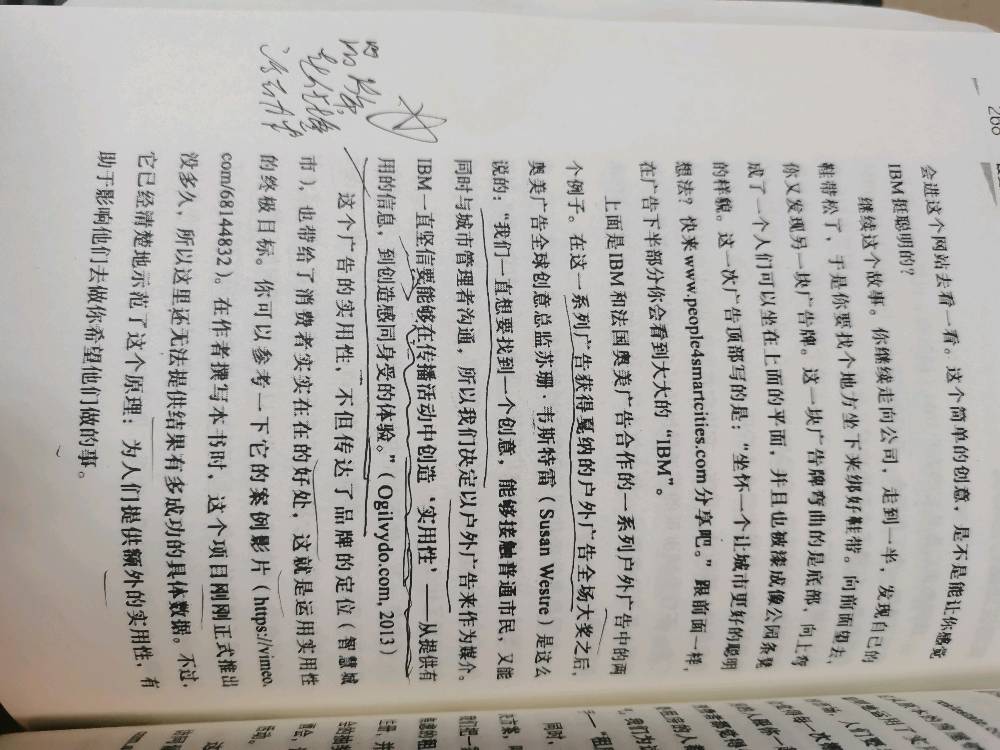 266
会进这个网站去看一看。这个简单的创意，是不是能让你感觉
IBM挺聪明的？
继续这个故事。你继续走向公司，走到一半，发现自己的
鞋带松了，于是你要找个地方坐下来绑好鞋带。向前面望去，
你又发现另一块广告牌。这一块广告牌弯曲的是底部，向上弯
成了一个人们可以坐在上面的平面，并且也被漆成像公园条凳
的样貌。这一次广告顶部写的是：“坐怀一个让城市更好的聪明
想法？快来www.people4smartcities.com分享吧。”跟前面一样，
在广告下半部分你会看到大大的“IBM”。
上面是IBM和法国奥美广告合作的一系列户外广告中的两
个例子。在这一系列广告获得戛纳的户外广告全场大奖之后，
奥美广告全球创意总监苏珊·韦斯特雷（Susan Westre）是这么
说的：“我们一直想要找到一个创意，能够接触普通市民，又能
同时与城市管理者沟通，所以我们决定以户外广告来作为媒介。
IBM一直坚信要能够在传播活动中创造‘实用性’——从提供有
用的信息，到创造感同身受的体验。”（Ogilvydo.com, 2013）
这个广告的实用性，不但传达了品牌的定位（智慧城
市），也带给了消费者实实在在的好处，这就是运用实用性
的终极目标。你可以参考一下它的案例影片（https://vimeo.
com/68144832）。在作者撰写本书时，这个项目刚刚正式推出
没多久，所以这里还无法提供结果有多成功的具体数据。不过，
它已经清楚地示范了这个原理：为人们提供额外的实用性，有
助于影响他们去做你希望他们做的事。